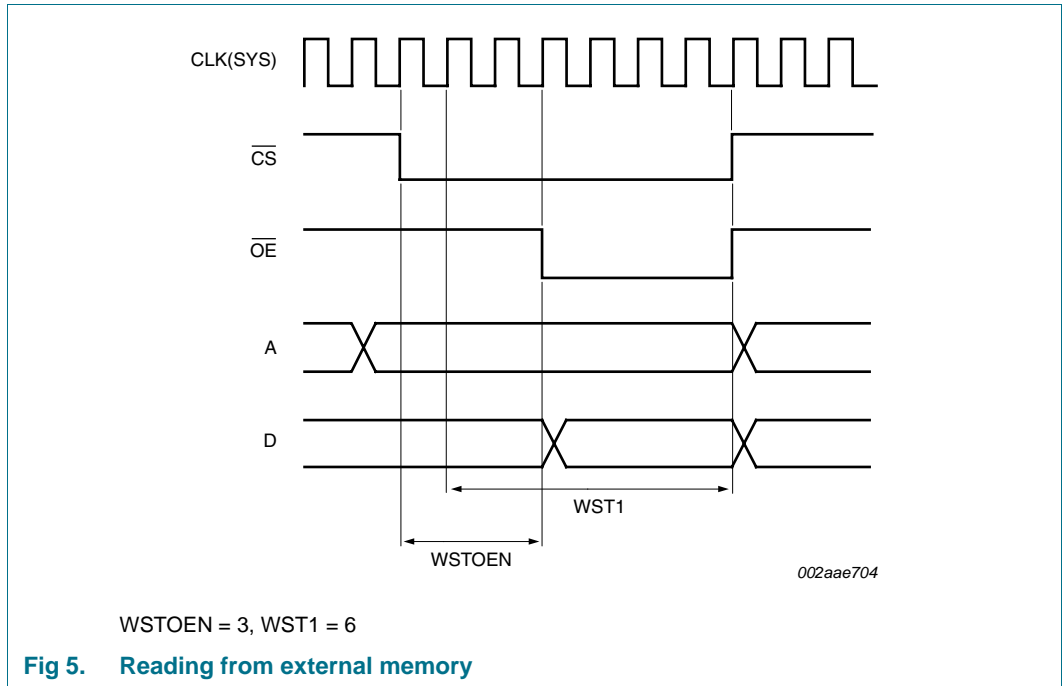 CLK(SYS)
CS
OE
A
D
WST1
WSTOEN
002aae704
WSTOEN = 3, WST1 = 6
Fig 5. Reading from external memory